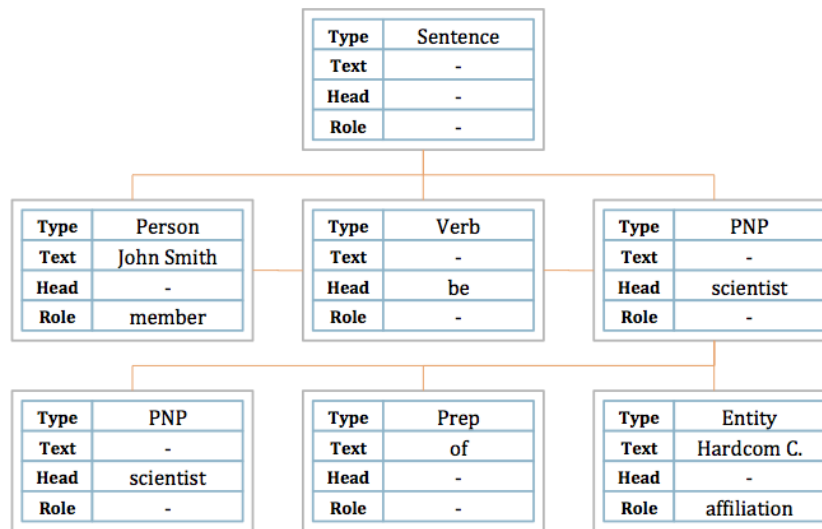 Type Sentence
Text -
Head -
Role -
Type Person Type Verb Type PNP
Text John Smith Text - Text -
Head - Head be Head scientist
Role member Role - Role -
Type PNP Type Prep Type Entity
Text - Text of Text Hardcom C.
Head scientist Head - Head -
Role - Role - Role affiliation